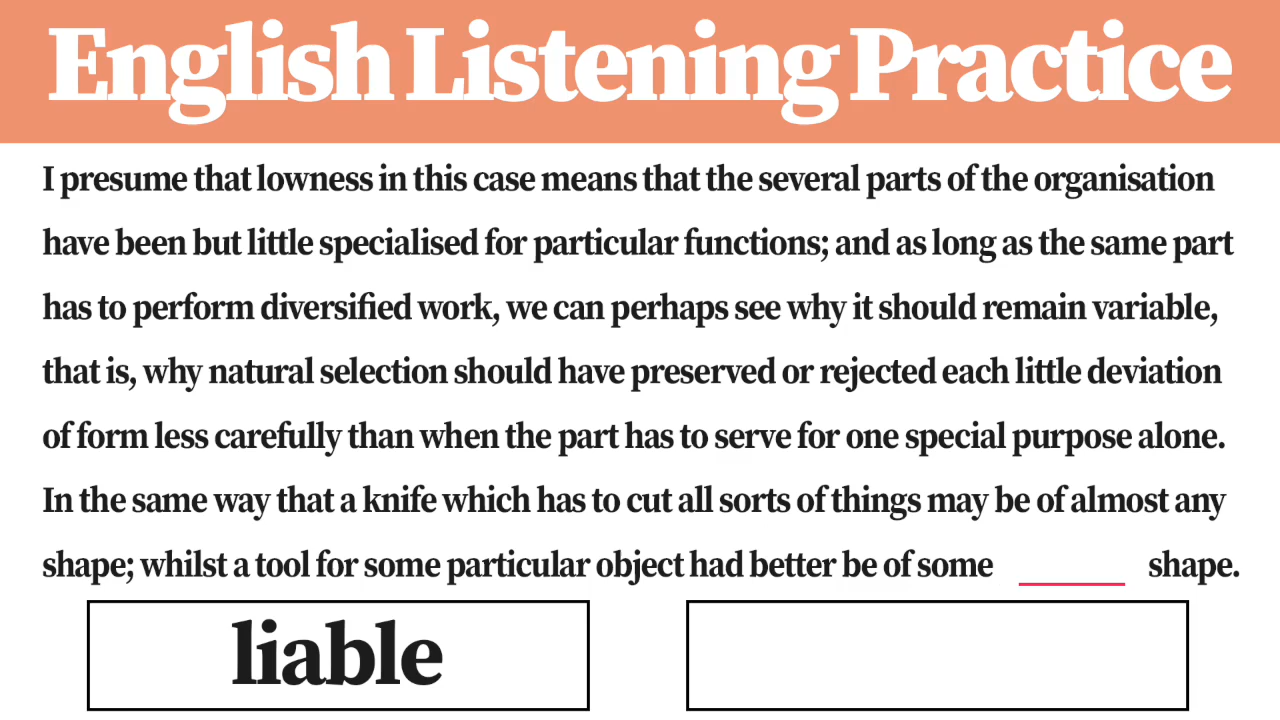 English Listening Practice
I presume that lowness in this case means that the several parts of the organisation
have been but little specialised for particular functions; and as long as the same part
has to perform diversified work, we can perhaps see why it should remain variable,
that is, why natural selection should have preserved or rejected each little deviation
of form less carefully than when the part has to serve for one special purpose alone.
In the same way that a knife which has to cut all sorts of things may be of almost any
shape; whilst a tool for some particular object had better be of some ______ shape.
liable